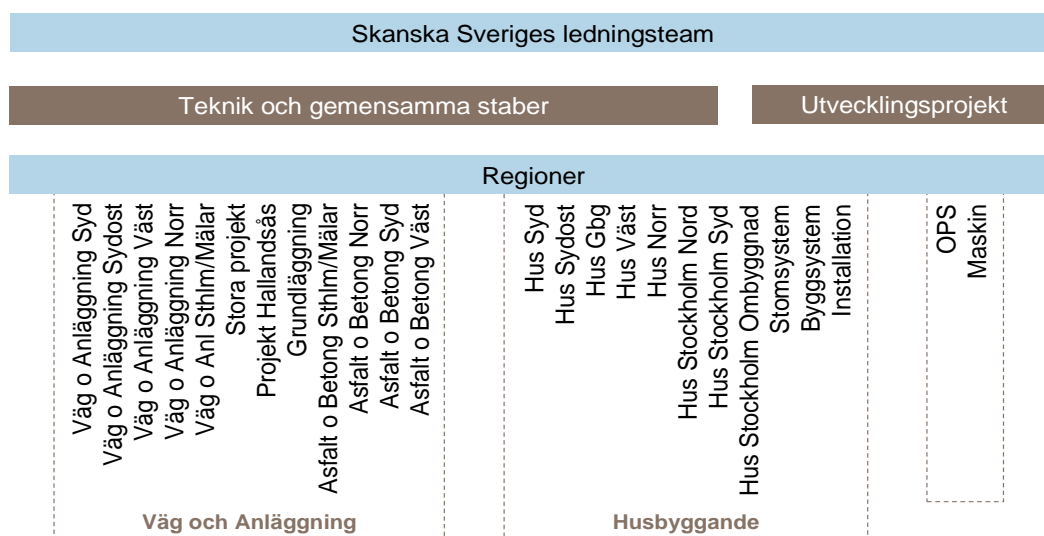 Skanska Sveriges ledningsteam
Teknik och gemensamma staber
Utvecklingsprojekt
Regioner
Väg o Anläggning Syd
Väg o Anläggning Sydost
Väg o Anläggning Väst
Väg o Anläggning Norr
Väg o Anl Sthlm/Mälar
Stora projekt
Projekt Hallandsås
Grundläggning
Asfalt o Betong Sthlm/Mälar
Asfalt o Betong Norr
Asfalt o Betong Syd
Asfalt o Betong Väst
Väg och Anläggning
Hus Syd
Hus Sydost
Hus Gbg
Hus Väst
Hus Norr
Hus Stockholm Nord
Hus Stockholm Syd
Hus Stockholm Ombyggnad
Stomsystem
Byggsystem
Installation
Husbyggande
OPS
Maskin